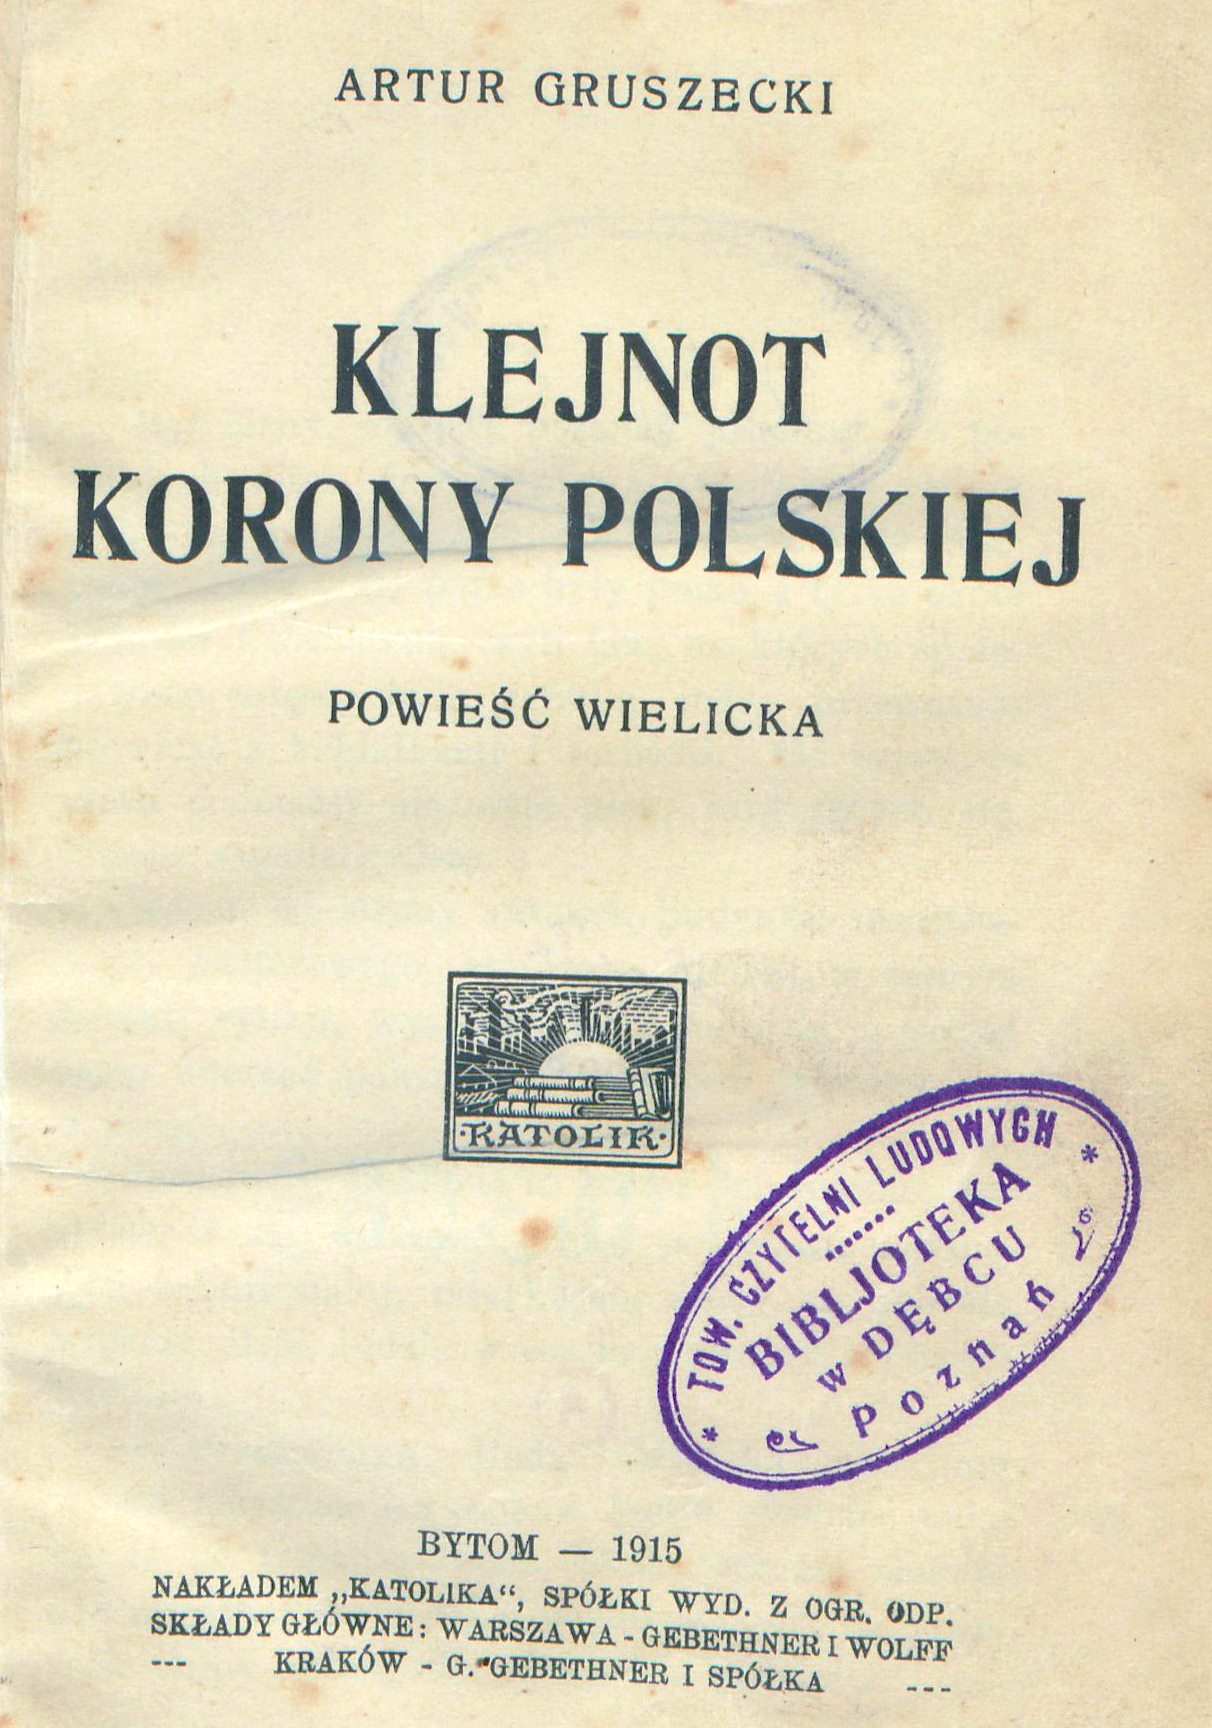 ARTUR GRUSZECKI
KLEJNOT
KORONY POLSKIEJ
POWIEŚĆ WIELICKA
·KATOLIK·
* TOW. CZYTELNI LUDOWYCH *
BIBLJOTEKA
w DĘBCU
Poznań
BYTOM — 1915
NAKŁADEM „KATOLIKA“, SPÓŁKI WYD. Z OGR. ODP.
SKŁADY GŁÓWNE: WARSZAWA - GEBETHNER I WOLFF
--- KRAKÓW - G. GEBETHNER I SPÓŁKA ---